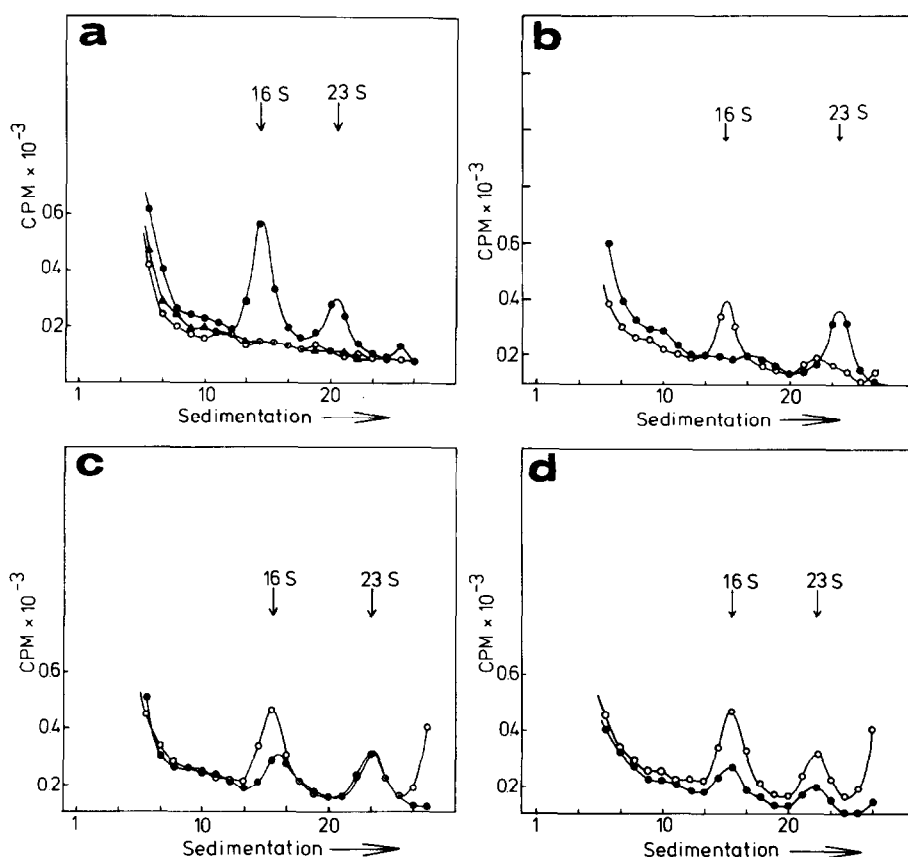 a
16 S 23 S
CPM × 10⁻³
06
04
02
1 10 20
Sedimentation
b
16 S 23 S
CPM × 10⁻³
0.6
0.4
0.2
1 10 20
Sedimentation
c
16 S 23 S
CPM × 10⁻³
0.6
0.4
0.2
1 10 20
Sedimentation
d
16 S 23 S
CPM × 10⁻³
0.6
0.4
0.2
1 10 20
Sedimentation